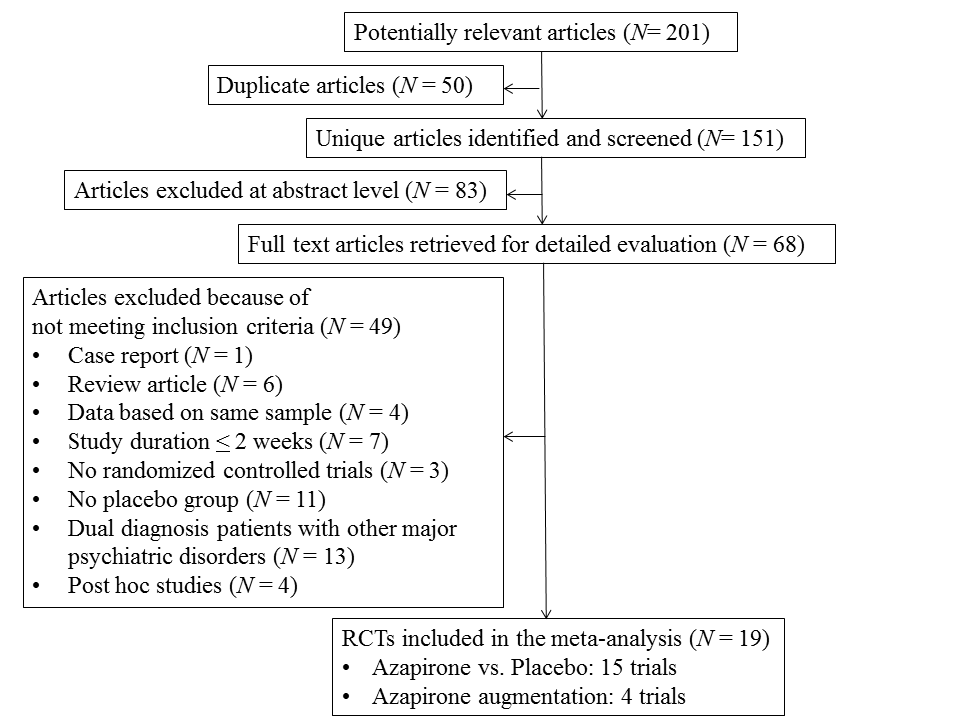 Potentially relevant articles (N= 201)
Duplicate articles (N = 50)
Unique articles identified and screened (N= 151)
Articles excluded at abstract level (N = 83)
Full text articles retrieved for detailed evaluation (N = 68)
Articles excluded because of
not meeting inclusion criteria (N = 49)
• Case report (N = 1)
• Review article (N = 6)
• Data based on same sample (N = 4)
• Study duration ≤ 2 weeks (N = 7)
• No randomized controlled trials (N = 3)
• No placebo group (N = 11)
• Dual diagnosis patients with other major
psychiatric disorders (N = 13)
• Post hoc studies (N = 4)
RCTs included in the meta-analysis (N = 19)
• Azapirone vs. Placebo: 15 trials
• Azapirone augmentation: 4 trials